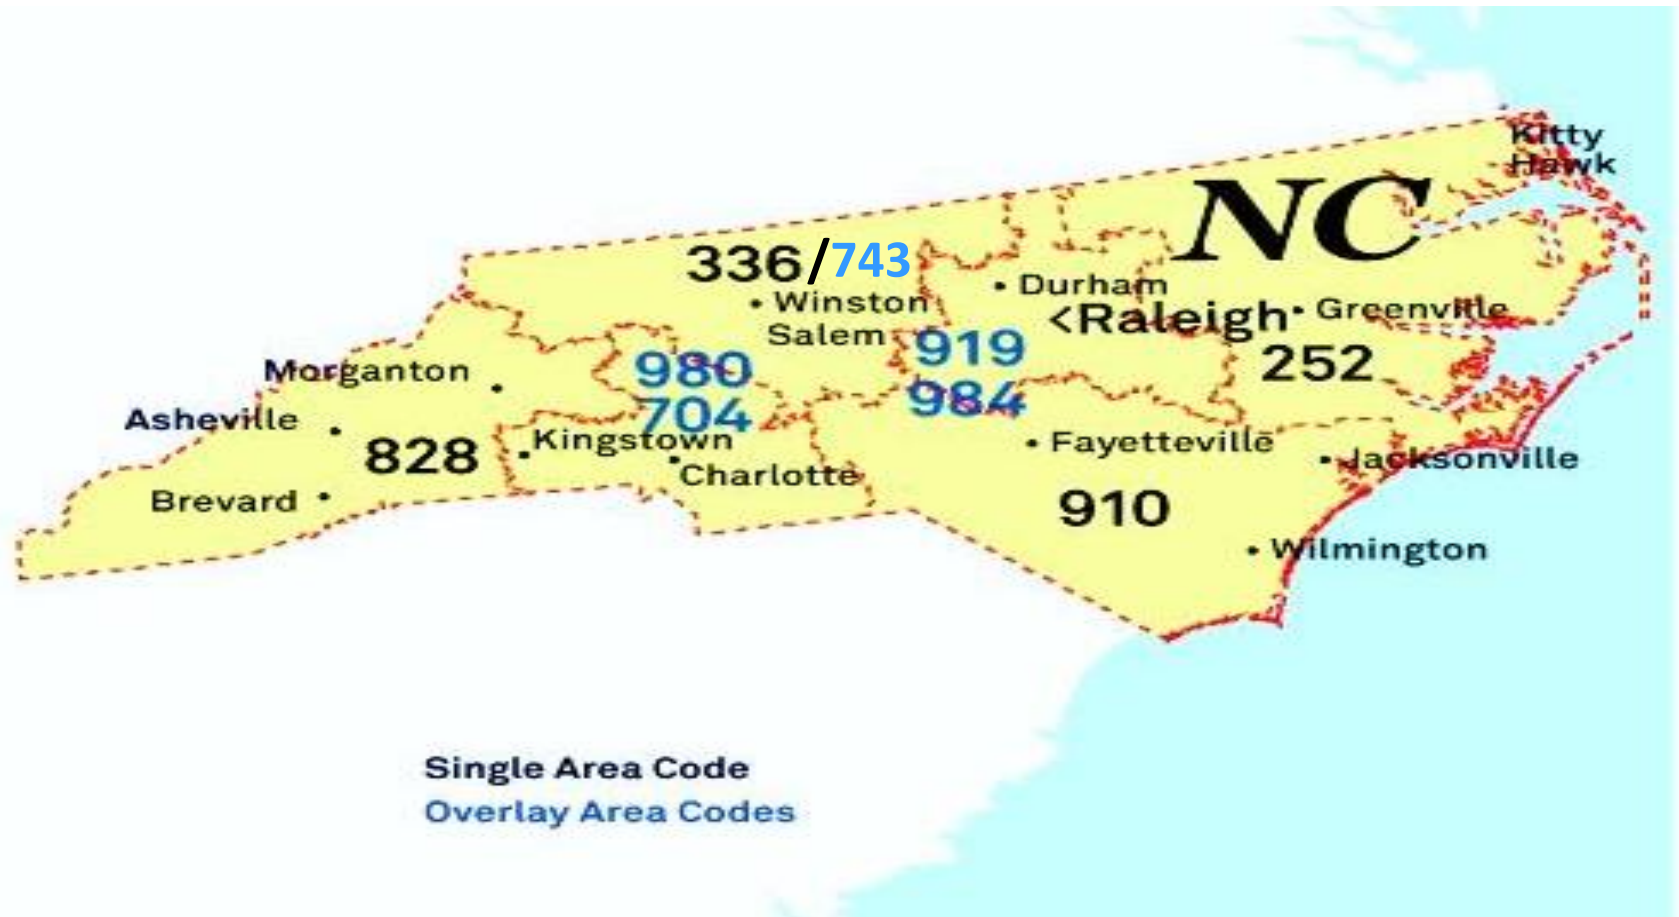 Kitty
Hawk
NC
336/743
Winston
Salem
Durham
<Raleigh
Greenville
919
984
252
980
704
Morganton
Asheville
828
Kingstown
Charlotte
Brevard
Fayetteville
Jacksonville
910
Wilmington
Single Area Code
Overlay Area Codes